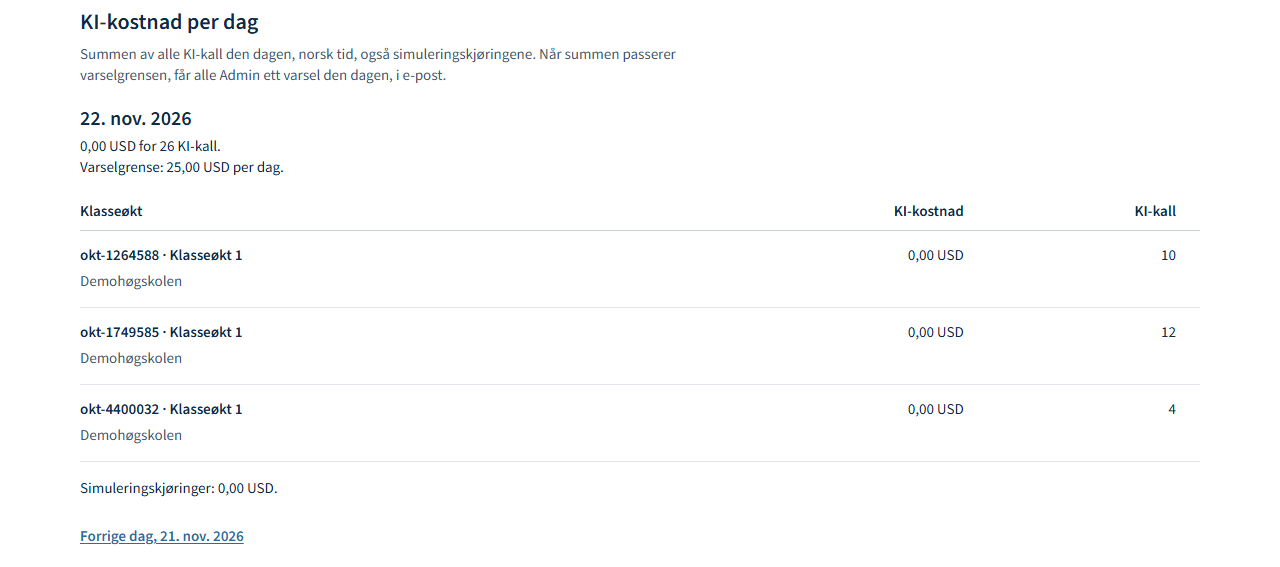 KI-kostnad per dag
Summen av alle KI-kall den dagen, norsk tid, også simuleringskjøringene. Når summen passerer
varselgrensen, får alle Admin ett varsel den dagen, i e-post.
22. nov. 2026
0,00 USD for 26 KI-kall.
Varselgrense: 25,00 USD per dag.
Klasseøkt KI-kostnad KI-kall
okt-1264588 · Klasseøkt 1 0,00 USD 10
Demohøgskolen
okt-1749585 · Klasseøkt 1 0,00 USD 12
Demohøgskolen
okt-4400032 · Klasseøkt 1 0,00 USD 4
Demohøgskolen
Simuleringskjøringer: 0,00 USD.
Forrige dag, 21. nov. 2026